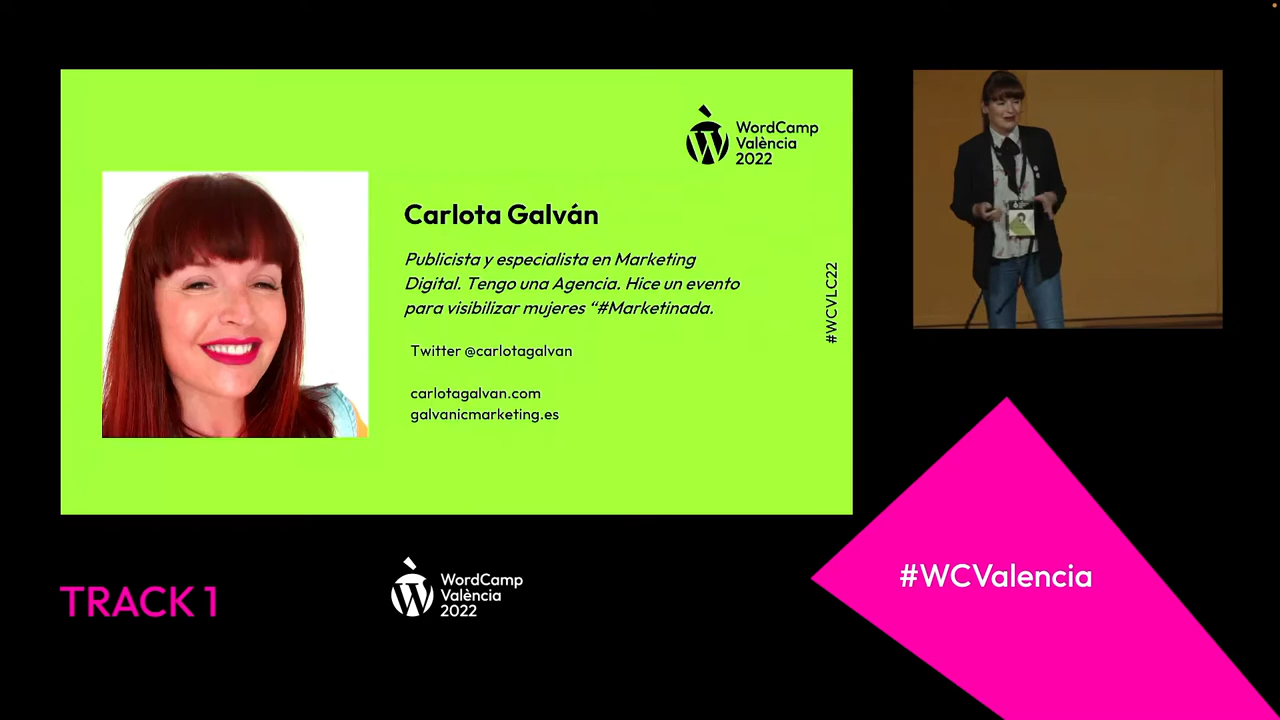 WordCamp
València
2022
Carlota Galván
Publicista y especialista en Marketing
Digital. Tengo una Agencia. Hice un evento
para visibilizar mujeres “#Marketinada.
Twitter @carlotagalvan
carlotagalvan.com
galvanicmarketing.es
#WCVLC22
TRACK 1
WordCamp
València
2022
#WCValencia